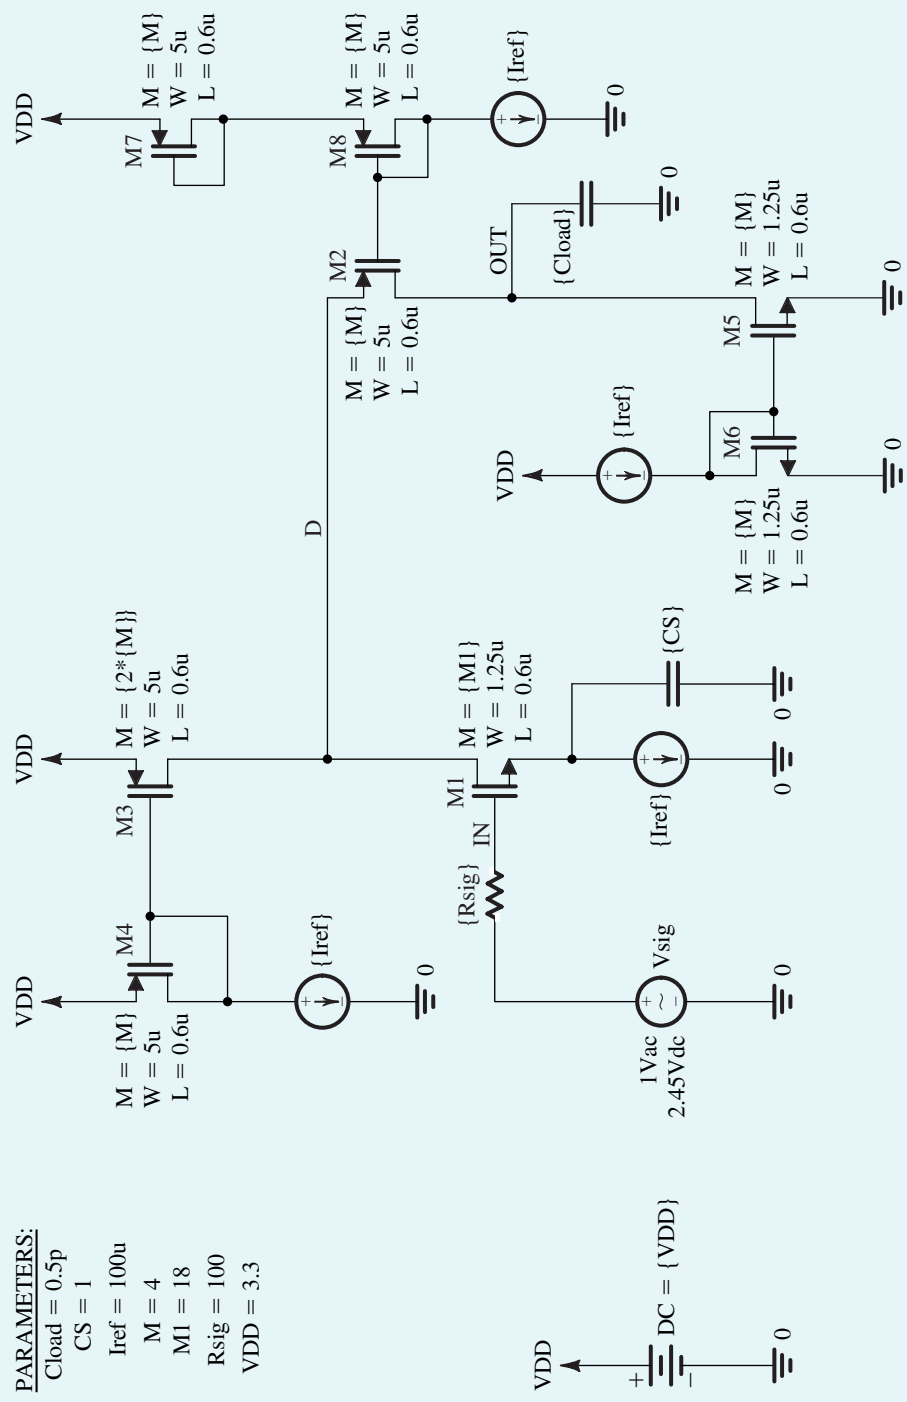 PARAMETERS:
Cload = 0.5p
CS = 1
Iref = 100u
M = 4
M1 = 18
Rsig = 100
VDD = 3.3
VDD
DC = {VDD}
+
−
0
VDD
M4
M = {M}
W = 5u
L = 0.6u
{Iref}
+
−
0
VDD
M3
M = {2*{M}}
W = 5u
L = 0.6u
D
1Vac
2.45Vdc
Vsig
+
~
−
0
{Rsig}
IN
M1
M = {M1}
W = 1.25u
L = 0.6u
{Iref}
+
−
0
{CS}
0
VDD
{Iref}
+
−
M6
M = {M}
W = 1.25u
L = 0.6u
0
M5
M = {M}
W = 1.25u
L = 0.6u
0
M2
M = {M}
W = 5u
L = 0.6u
OUT
{Cload}
0
VDD
M7
M = {M}
W = 5u
L = 0.6u
M8
M = {M}
W = 5u
L = 0.6u
{Iref}
+
−
0